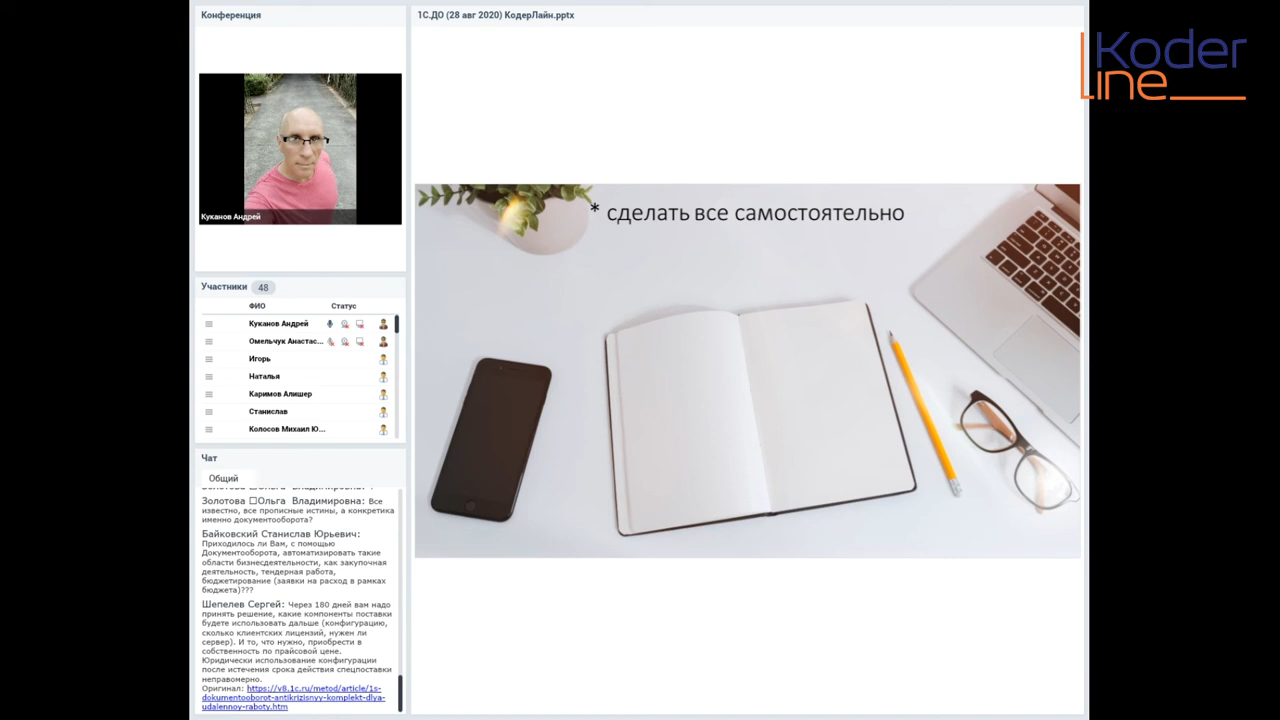 Конференция
1С.ДО (28 авг 2020) КодерЛайн.pptx
Koder
Line
Куканов Андрей
* сделать все самостоятельно
Участники 48
ФИО Статус
Куканов Андрей
Омельчук Анастас...
Игорь
Наталья
Каримов Алишер
Станислав
Колосов Михаил Ю...
Чат
Общий
Золотова □Ольга Владимировна: Все
известно, все прописные истины, а конкретика
именно документооборота?
Байковский Станислав Юрьевич:
Приходилось ли Вам, с помощью
Документооборота, автоматизировать такие
области бизнесдеятельности, как закупочная
деятельность, тендерная работа,
бюджетирование (заявки на расход в рамках
бюджета)???
Шепелев Сергей: Через 180 дней вам надо
принять решение, какие компоненты поставки
будете использовать дальше (конфигурацию,
сколько клиентских лицензий, нужен ли
сервер). И то, что нужно, приобрести в
собственность по прайсовой цене.
Юридически использование конфигурации
после истечения срока действия спецпоставки
неправомерно.
Оригинал: https://v8.1c.ru/metod/article/1s-
dokumentooborot-antikrizisnyy-komplekt-dlya-
udalennoy-raboty.htm